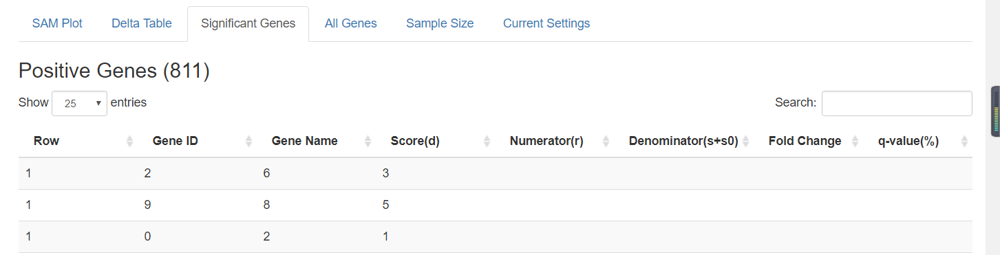 SAM Plot Delta Table Significant Genes All Genes Sample Size Current Settings
Positive Genes (811)
Show 25 entries Search:
Row Gene ID Gene Name Score(d) Numerator(r) Denominator(s+s0) Fold Change q-value(%)
1 2 6 3
1 9 8 5
1 0 2 1